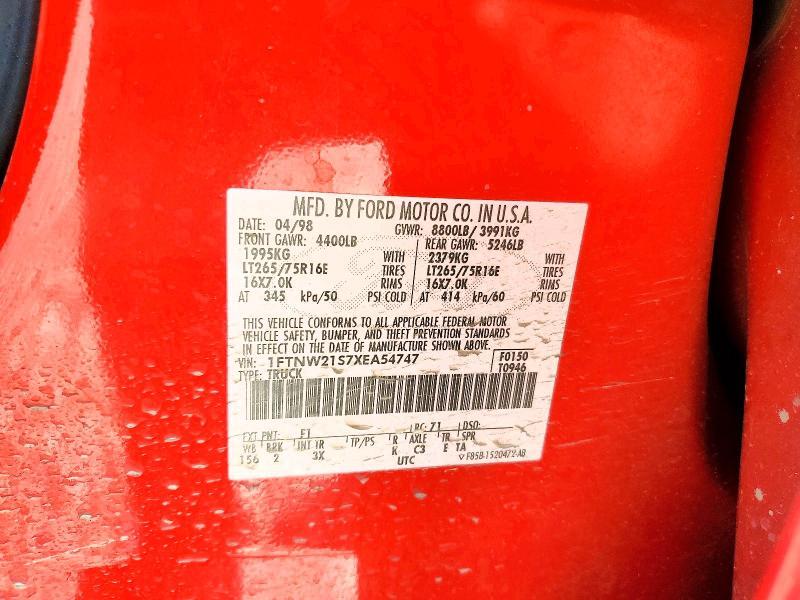 MFD. BY FORD MOTOR CO. IN U.S.A.
DATE: 04/98 GVWR: 8800LB/ 3991KG
FRONT GAWR: 4400LB REAR GAWR: 5246LB
1995KG WITH 2379KG WITH
LT265/75R16E TIRES LT265/75R16E TIRES
16X7.0K RIMS 16X7.0K RIMS
AT 345 kPa/50 PSI COLD AT 414 kPa/60 PSI COLD
THIS VEHICLE CONFORMS TO ALL APPLICABLE FEDERAL MOTOR
VEHICLE SAFETY, BUMPER, AND THEFT PREVENTION STANDARDS
IN EFFECT ON THE DATE OF MANUFACTURE SHOWN ABOVE.
VIN: 1FTNW21S7XEA54747 F0150
TYPE: TRUCK T0946
EXT PNT: F1 RC: 71 DSO:
WB BRK INT TR TP/PS R AXLE TR SPR
156 2 3X K C3 E TA
UTC F85B-1520472-AB